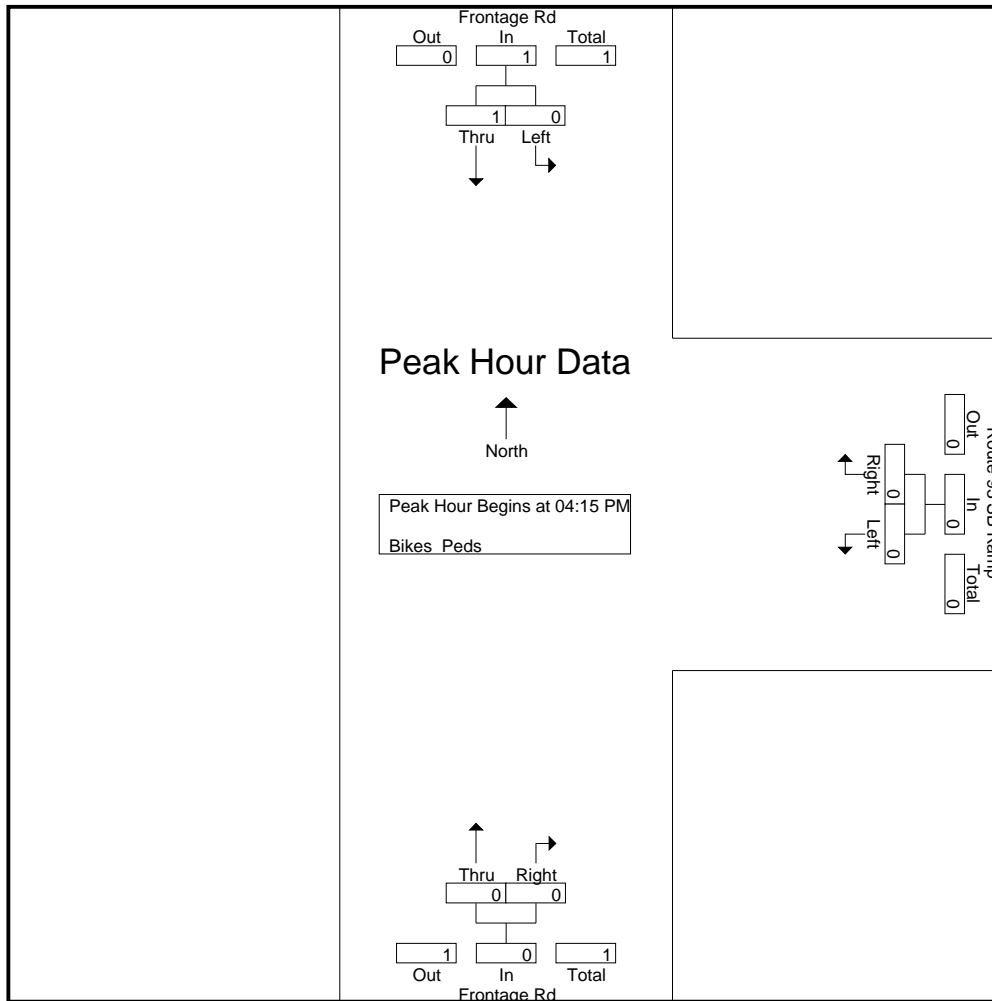 Frontage Rd
Out In Total
0 1 1
1 0
Thru Left
Peak Hour Data
North
Peak Hour Begins at 04:15 PM
Bikes Peds
Ramp
Out In Total
0 0 0
Right Left
0 0
Thru Right
0 0
1 0 1
Out In Total
Frontage Rd